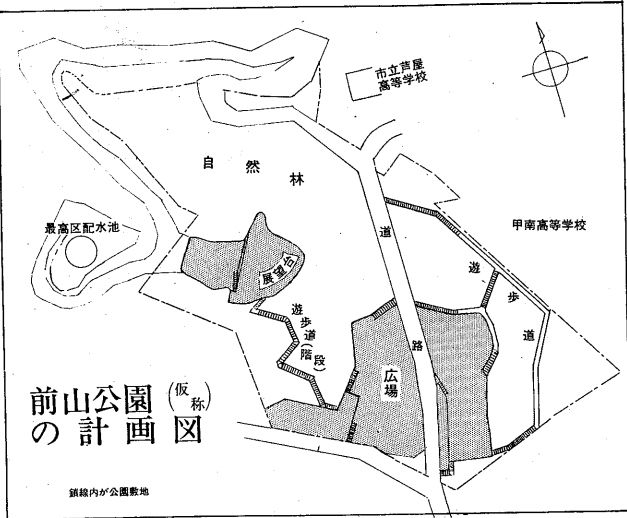 市立芦屋
高等学校
自然林
最高区配水池
甲南高等学校
道路
遊歩道
展望台
遊歩道(階段)
広場
前山公園(仮称)
の計画図
鎖線内が公園敷地